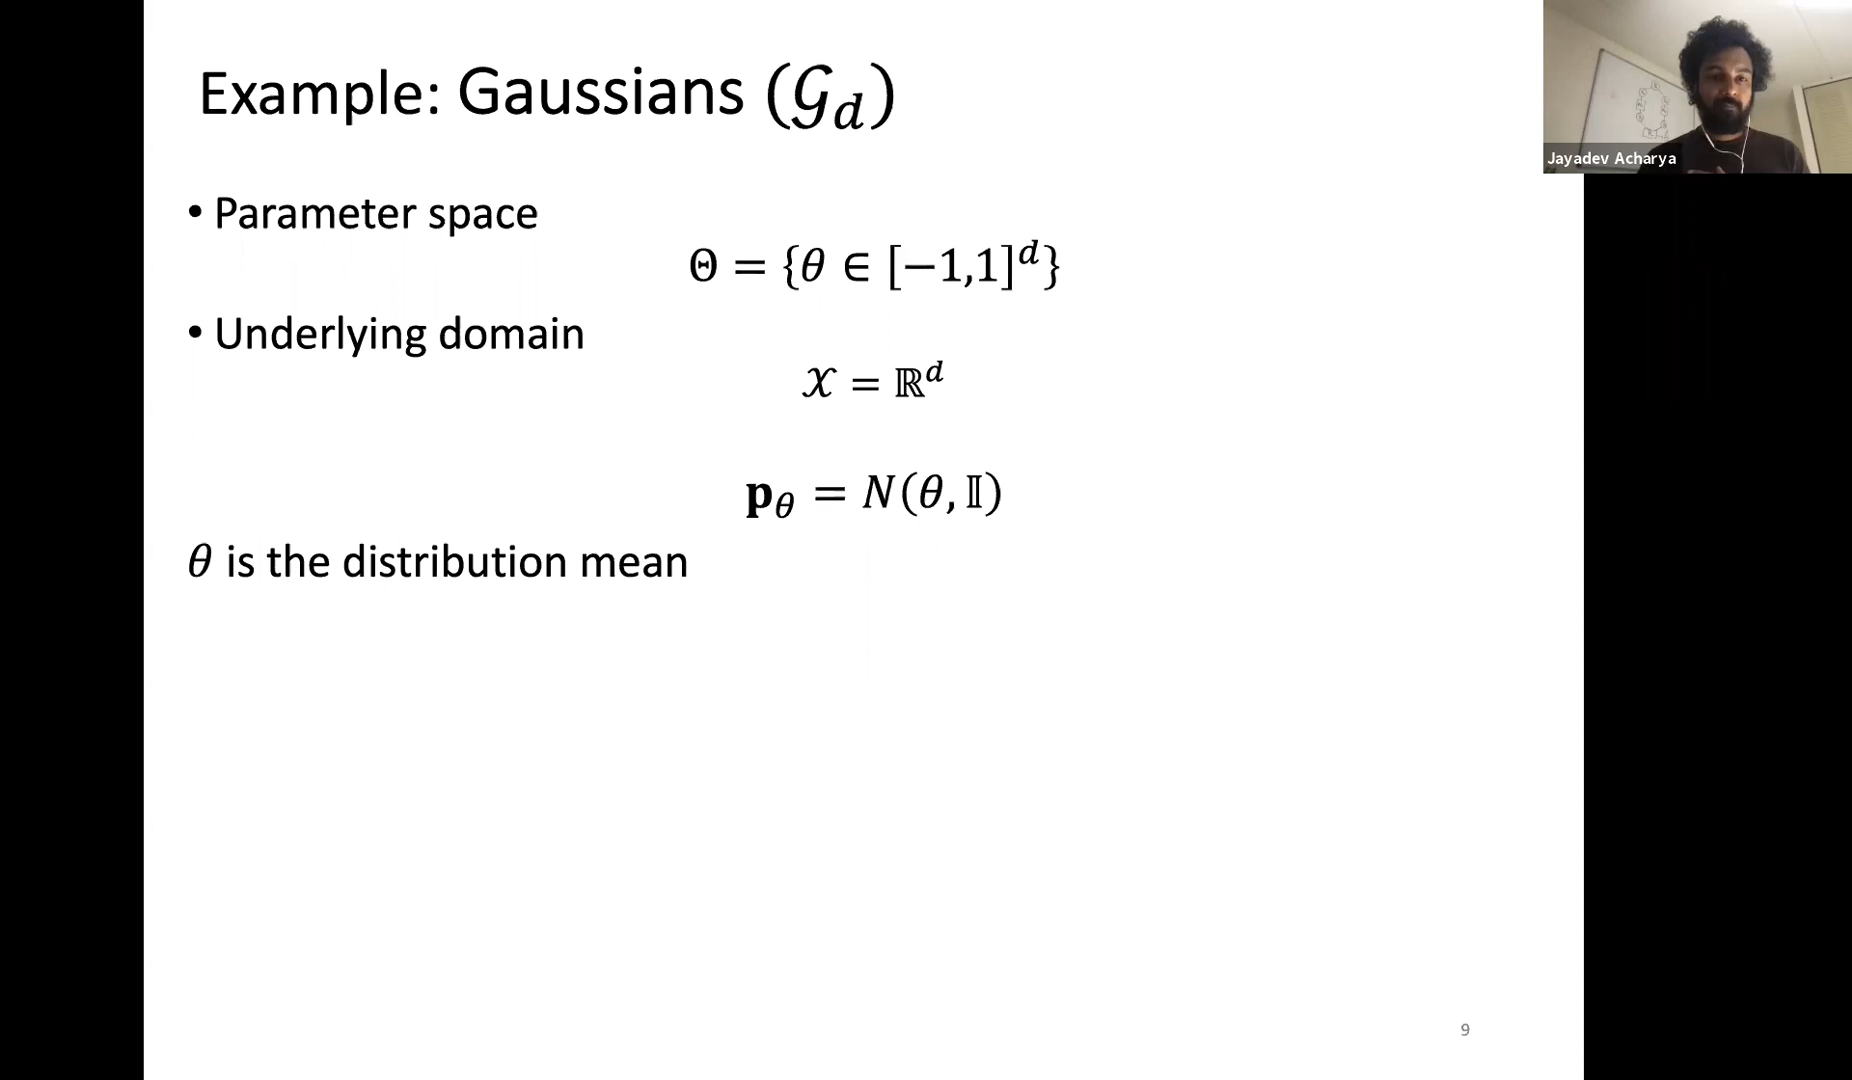 Example: Gaussians (𝒢_d)
Jayadev Acharya
• Parameter space
Θ = {θ ∈ [−1,1]^d}
• Underlying domain
𝒳 = ℝ^d
𝐩_θ = N(θ, 𝕀)
θ is the distribution mean
9